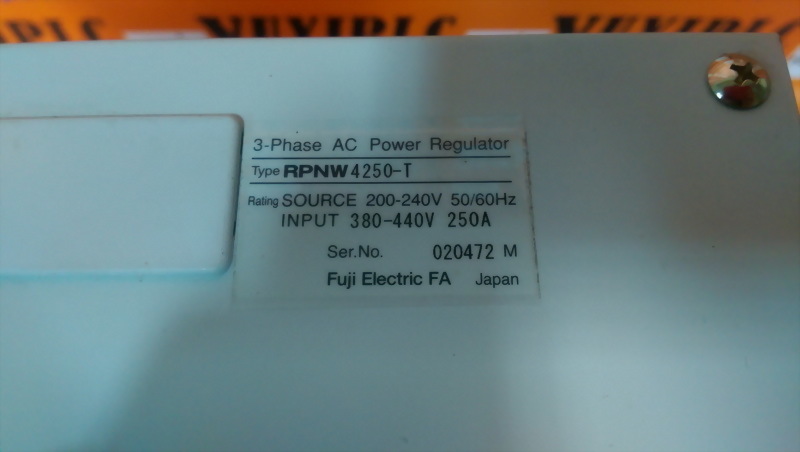 3-Phase AC Power Regulator
Type RPNW4250-T
Rating SOURCE 200-240V 50/60Hz
INPUT 380-440V 250A
Ser.No. 020472 M
Fuji Electric FA Japan